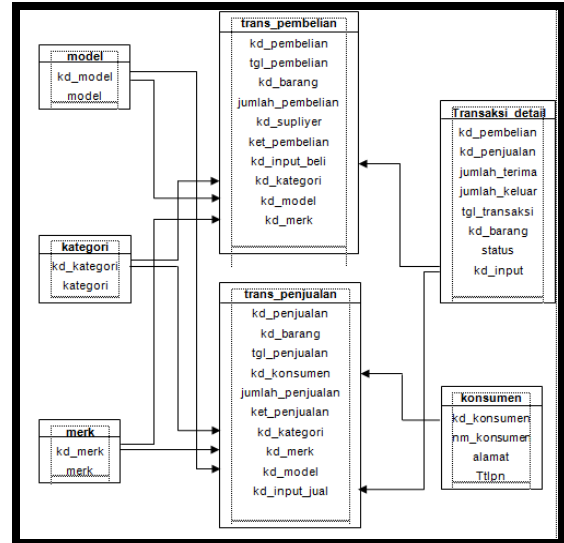 trans_pembelian
kd_pembelian
tgl_pembelian
kd_barang
jumlah_pembelian
kd_supliyer
ket_pembelian
kd_input_beli
kd_kategori
kd_model
kd_merk
model
kd_model
model
kategori
kd_kategori
kategori
merk
kd_merk
merk
trans_penjualan
kd_penjualan
kd_barang
tgl_penjualan
kd_konsumen
jumlah_penjualan
ket_penjualan
kd_kategori
kd_merk
kd_model
kd_input_jual
Transaksi_detail
kd_pembelian
kd_penjualan
jumlah_terima
jumlah_keluar
tgl_transaksi
kd_barang
status
kd_input
konsumen
kd_konsumen
nm_konsumen
alamat
Ttlpn